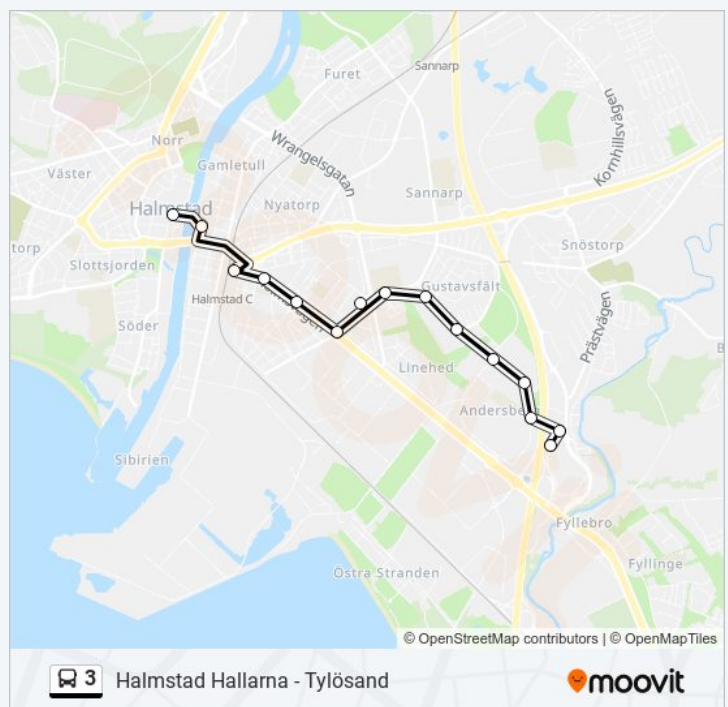 Furet
Sannarp
Norr
Wrangelsgatan
Kornhillsvägen
Gamletull
Väster
Sannarp
Halmstad
Nyatorp
torp
Snöstorp
Slottsjorden
Gustavsfält
Halmstad C
Prästvägen
Söder
Linehed
Andersberg
Sibirien
Fyllebro
Fyllinge
Östra Stranden
© OpenStreetMap contributors | © OpenMapTiles
3 Halmstad Hallarna - Tylösand
moovit